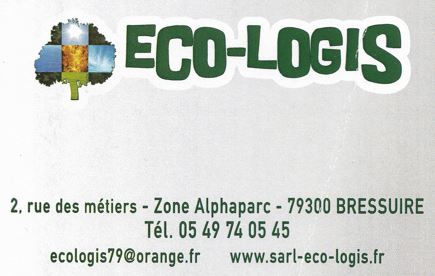 ECO-LOGIS
2, rue des métiers - Zone Alphaparc - 79300 BRESSUIRE
Tél. 05 49 74 05 45
ecologis79@orange.fr www.sarl-eco-logis.fr